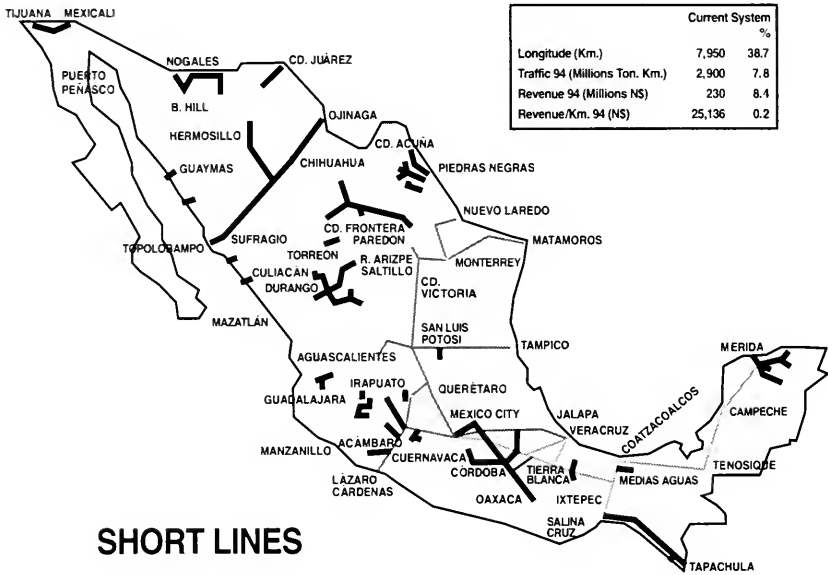 TIJUANA MEXICALI
Current System
%
Longitude (Km.) 7,950 38.7
Traffic 94 (Millions Ton. Km.) 2,900 7.8
Revenue 94 (Millions N$) 230 8.4
Revenue/Km. 94 (N$) 25,136 0.2
NOGALES
CD. JUÁREZ
PUERTO
PEÑASCO
B. HILL
OJINAGA
HERMOSILLO
CD. ACUÑA
CHIHUAHUA
PIEDRAS NEGRAS
GUAYMAS
NUEVO LAREDO
CD. FRONTERA
PAREDON
MATAMOROS
TOPOLOBAMPO
SUFRAGIO
TORREON
MONTERREY
R. ARIZPE
SALTILLO
CULIACÁN
DURANGO
CD.
VICTORIA
MAZATLÁN
SAN LUIS
POTOSI
TAMPICO
MERIDA
AGUASCALIENTES
IRAPUATO
QUERÉTARO
GUADALAJARA
MEXICO CITY
JALAPA
VERACRUZ
COATZACOALCOS
CAMPECHE
MANZANILLO
ACÁMBARO
CUERNAVACA
CÓRDOBA
TIERRA
BLANCA
MEDIAS AGUAS
TENOSIQUE
LÁZARO
CÁRDENAS
OAXACA
IXTEPEC
SALINA
CRUZ
SHORT LINES
TAPACHULA